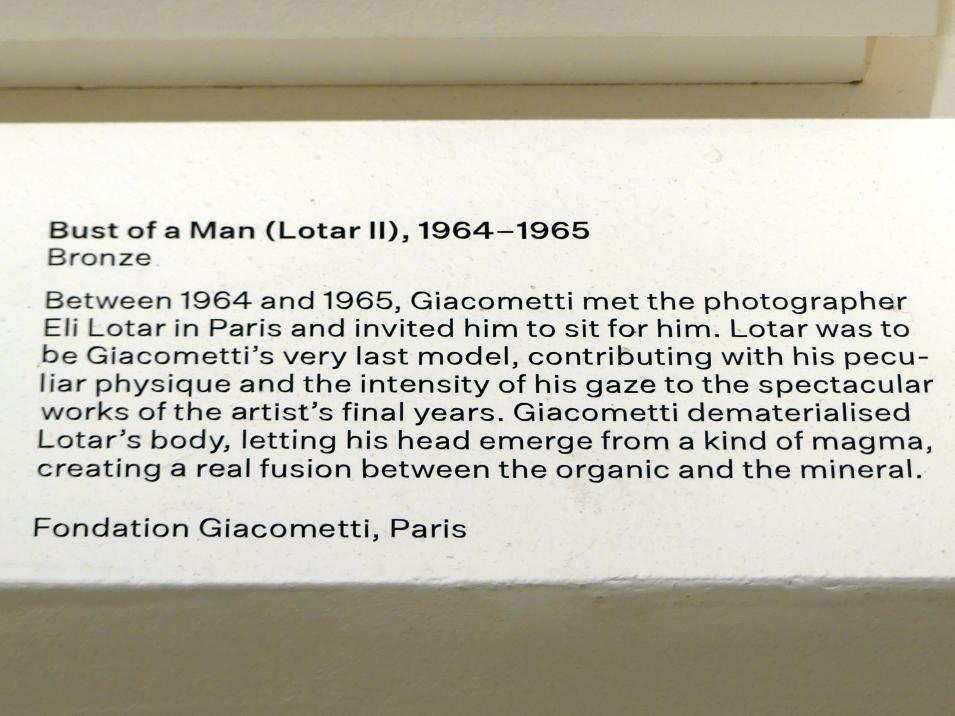 Bust of a Man (Lotar II), 1964–1965
Bronze
Between 1964 and 1965, Giacometti met the photographer
Eli Lotar in Paris and invited him to sit for him. Lotar was to
be Giacometti's very last model, contributing with his pecu-
liar physique and the intensity of his gaze to the spectacular
works of the artist's final years. Giacometti dematerialised
Lotar's body, letting his head emerge from a kind of magma,
creating a real fusion between the organic and the mineral.
Fondation Giacometti, Paris